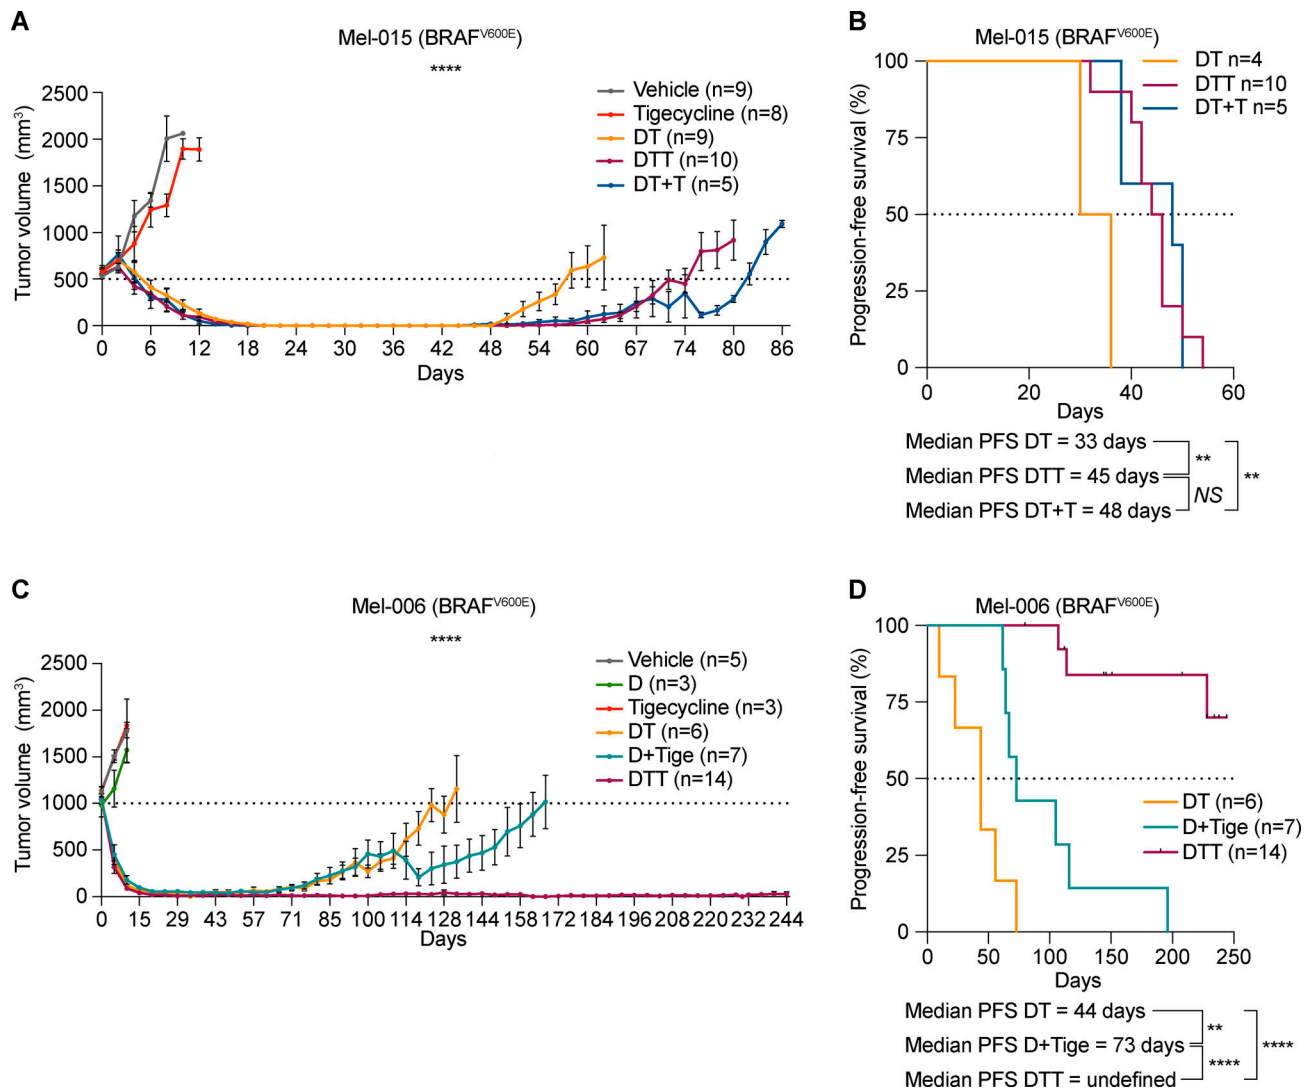 A
Mel-015 (BRAFV600E)
****
Tumor volume (mm3)
2500
2000
1500
1000
500
0
Vehicle (n=9)
Tigecycline (n=8)
DT (n=9)
DTT (n=10)
DT+T (n=5)
0 6 12 18 24 30 36 42 48 54 60 67 74 80 86
Days
B
Mel-015 (BRAFV600E)
Progression-free survival (%)
100
75
50
25
0
DT n=4
DTT n=10
DT+T n=5
0 20 40 60
Days
Median PFS DT = 33 days
Median PFS DTT = 45 days
Median PFS DT+T = 48 days
**
NS
**
C
Mel-006 (BRAFV600E)
****
Tumor volume (mm3)
2500
2000
1500
1000
500
0
Vehicle (n=5)
D (n=3)
Tigecycline (n=3)
DT (n=6)
D+Tige (n=7)
DTT (n=14)
0 15 29 43 57 71 85 100 114 128 144 158 172 184 196 208 220 232 244
Days
D
Mel-006 (BRAFV600E)
Progression-free survival (%)
100
75
50
25
0
DT (n=6)
D+Tige (n=7)
DTT (n=14)
0 50 100 150 200 250
Days
Median PFS DT = 44 days
Median PFS D+Tige = 73 days
Median PFS DTT = undefined
**
****
****